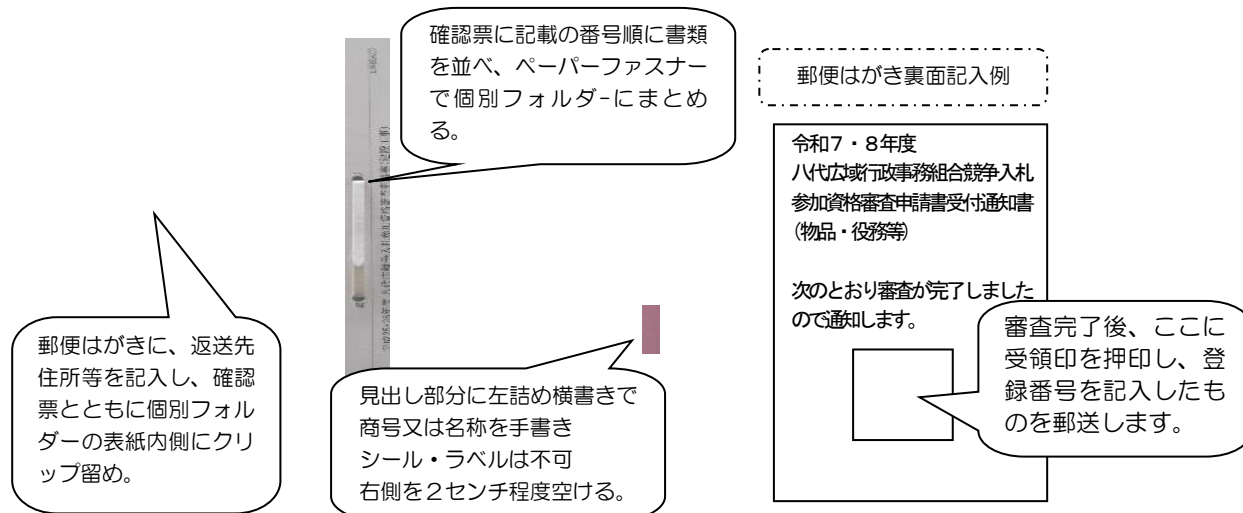 確認票に記載の番号順に書類
を並べ、ペーパーファスナー
で個別フォルダ-にまとめ
る。
郵便はがき裏面記入例
令和7・8年度
八代広域行政事務組合競争入札
参加資格審査申請書受付通知書
(物品・役務等)
次のとおり審査が完了しました
ので通知します。
審査完了後、ここに
受領印を押印し、登
録番号を記入したも
のを郵送します。
郵便はがきに、返送先
住所等を記入し、確認
票とともに個別フォル
ダーの表紙内側にクリ
ップ留め。
見出し部分に左詰め横書きで
商号又は名称を手書き
シール・ラベルは不可
右側を2センチ程度空ける。